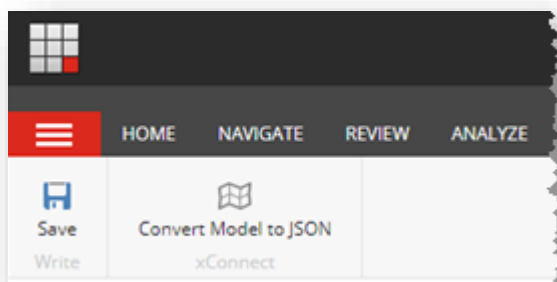 HOME NAVIGATE REVIEW ANALYZE
Save Convert Model to JSON
Write xConnect